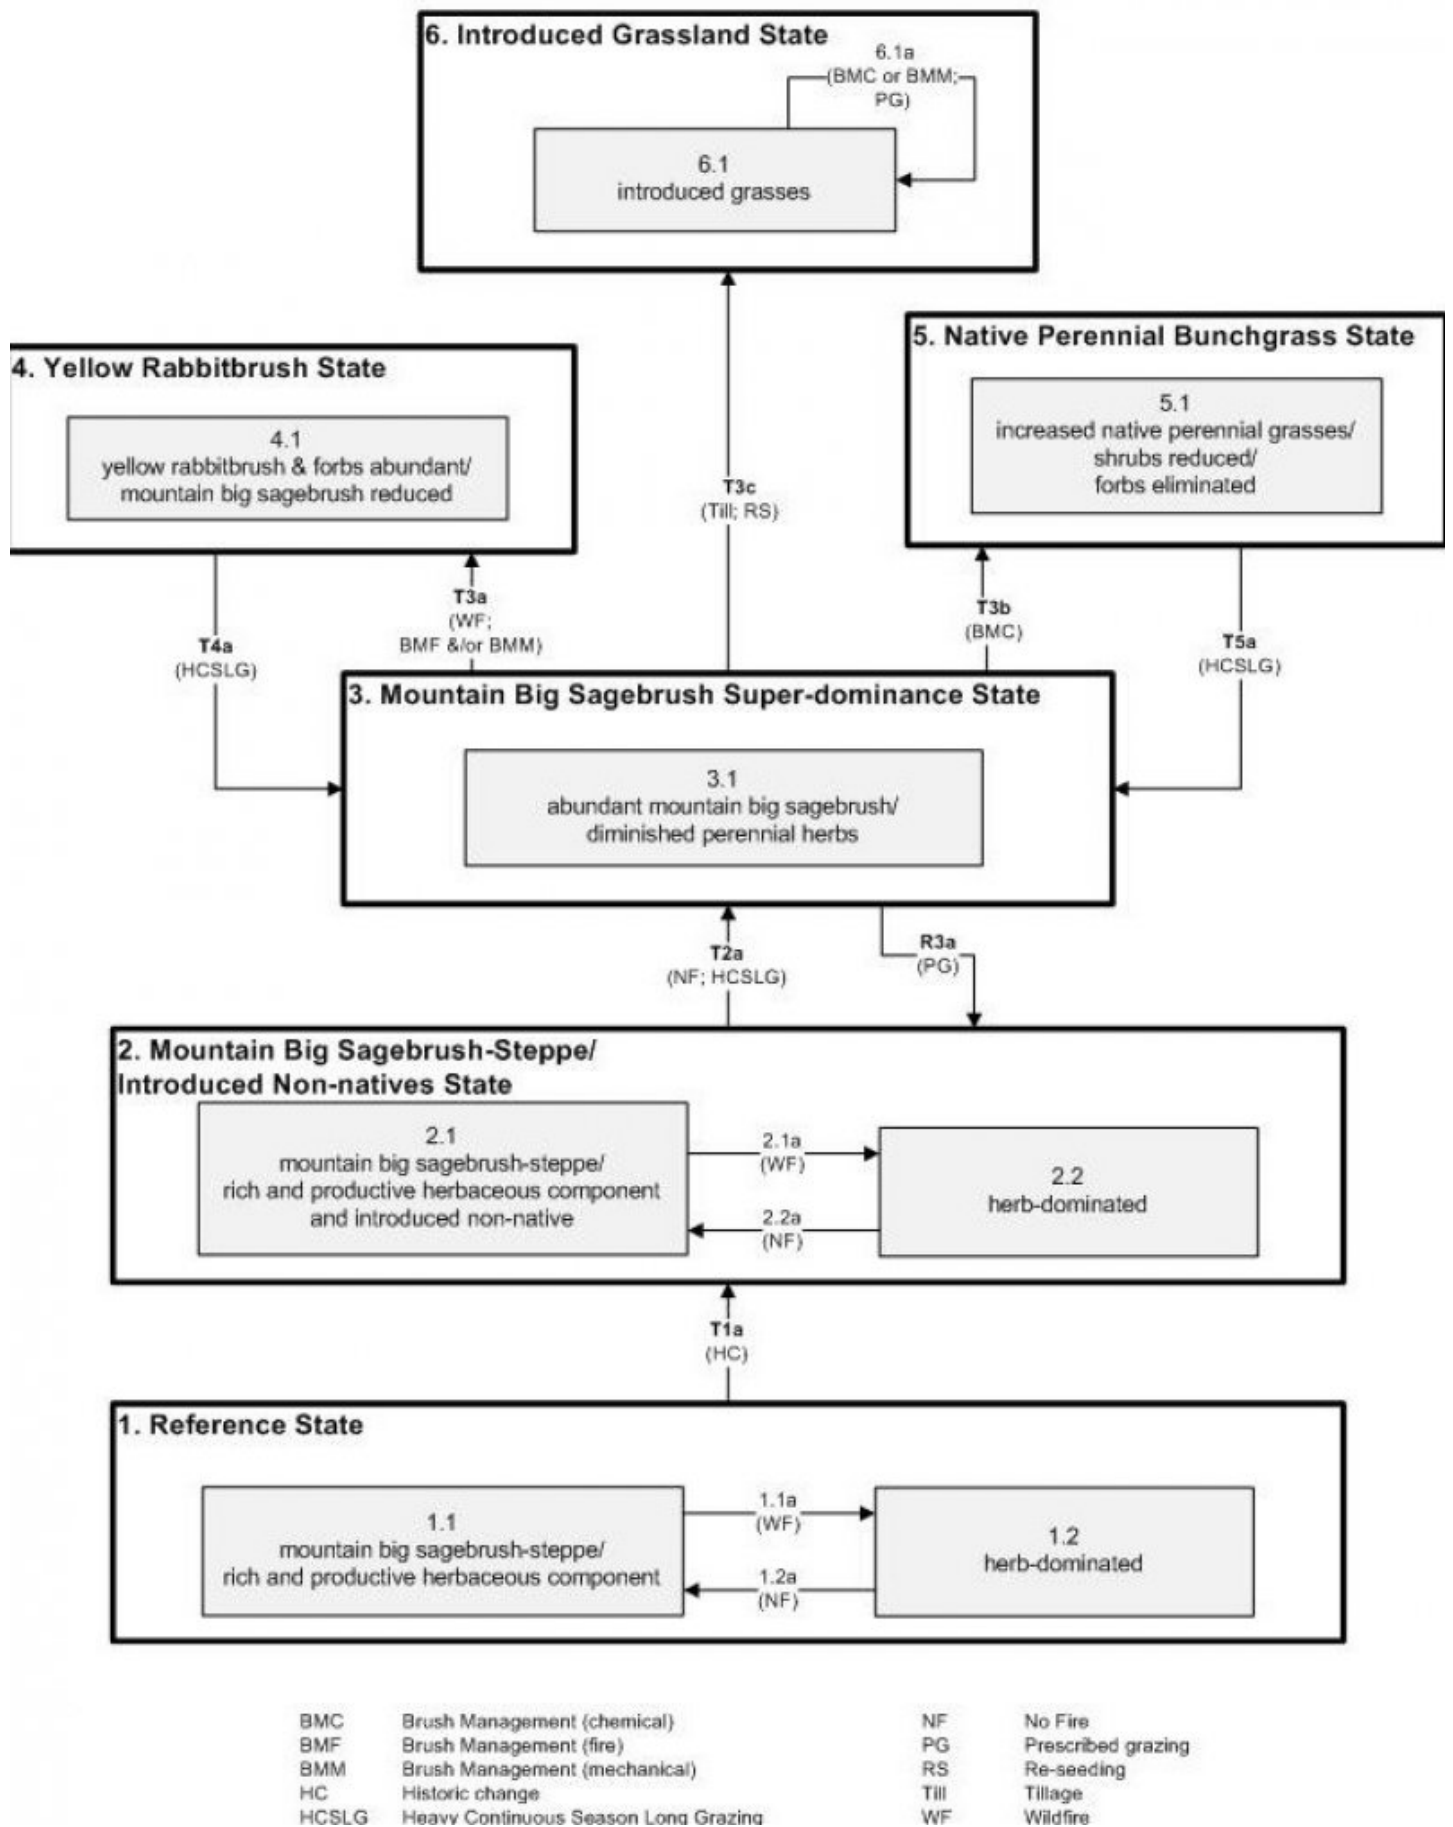 6. Introduced Grassland State
6.1a
(BMC or BMM;
PG)
6.1
introduced grasses
5. Native Perennial Bunchgrass State
5.1
increased native perennial grasses/
shrubs reduced/
forbs eliminated
4. Yellow Rabbitbrush State
4.1
yellow rabbitbrush & forbs abundant/
mountain big sagebrush reduced
T3c
(Till; RS)
T4a
(HCSLG)
T3a
(WF;
BMF &/or BMM)
T3b
(BMC)
T5a
(HCSLG)
3. Mountain Big Sagebrush Super-dominance State
3.1
abundant mountain big sagebrush/
diminished perennial herbs
T2a
(NF; HCSLG)
R3a
(PG)
2. Mountain Big Sagebrush-Steppe/
Introduced Non-natives State
2.1
mountain big sagebrush-steppe/
rich and productive herbaceous component
and introduced non-native
2.1a
(WF)
2.2a
(NF)
2.2
herb-dominated
T1a
(HC)
1. Reference State
1.1
mountain big sagebrush-steppe/
rich and productive herbaceous component
1.1a
(WF)
1.2a
(NF)
1.2
herb-dominated
BMC Brush Management (chemical)
BMF Brush Management (fire)
BMM Brush Management (mechanical)
HC Historic change
HCSLG Heavy Continuous Season Long Grazing
NF No Fire
PG Prescribed grazing
RS Re-seeding
Till Tillage
WF Wildfire